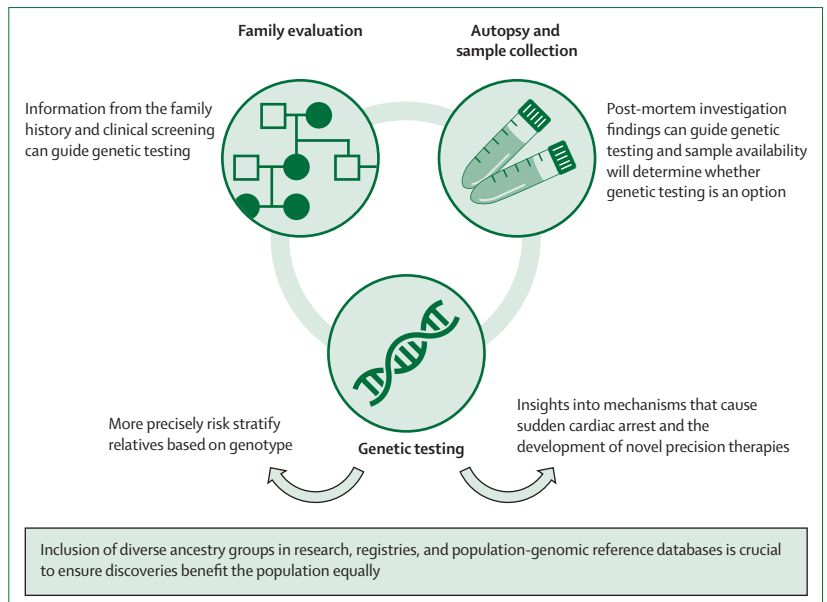 Family evaluation
Autopsy and
sample collection
Information from the family
history and clinical screening
can guide genetic testing
Post-mortem investigation
findings can guide genetic
testing and sample availability
will determine whether
genetic testing is an option
More precisely risk stratify
relatives based on genotype
Genetic testing
Insights into mechanisms that cause
sudden cardiac arrest and the
development of novel precision therapies
Inclusion of diverse ancestry groups in research, registries, and population-genomic reference databases is crucial
to ensure discoveries benefit the population equally